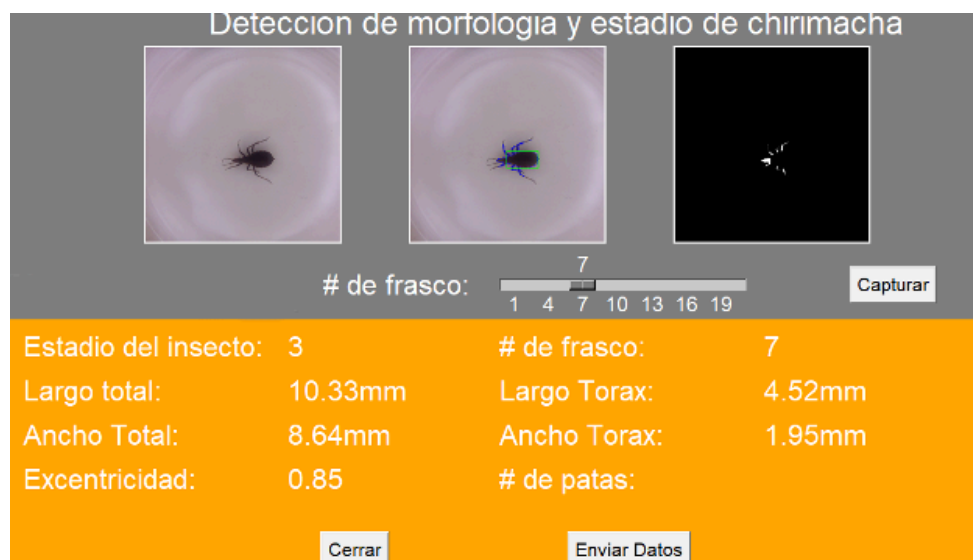 Detección de morfología y estadio de chirimacha
7
# de frasco:
1 4 7 10 13 16 19
Capturar
Estadio del insecto: 3 # de frasco: 7
Largo total: 10.33mm Largo Torax: 4.52mm
Ancho Total: 8.64mm Ancho Torax: 1.95mm
Excentricidad: 0.85 # de patas:
Cerrar Enviar Datos